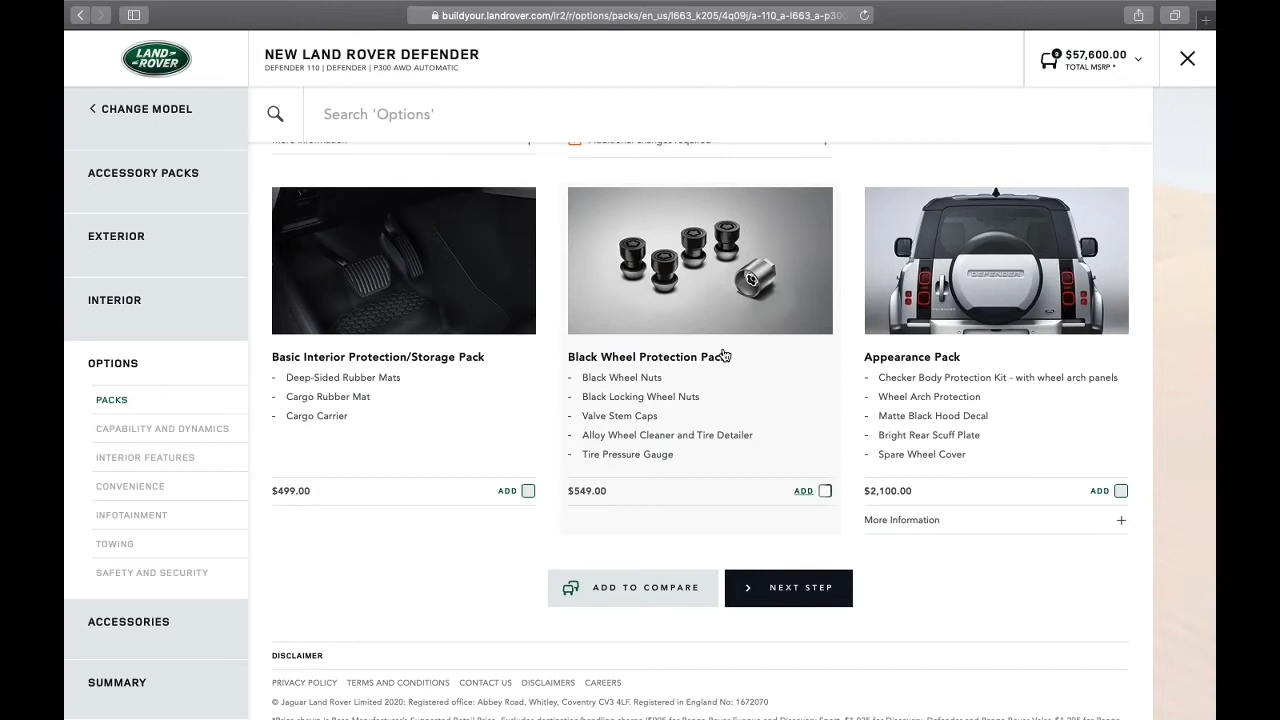 buildyour.landrover.com/lr2/r/options/packs/en_us/l663_k205/4q09j/a-110_a-l663_a-p300
LAND-
-ROVER
NEW LAND ROVER DEFENDER
DEFENDER 110 | DEFENDER | P300 AWD AUTOMATIC
0
$57,600.00
TOTAL MSRP *
CHANGE MODEL
ACCESSORY PACKS
EXTERIOR
INTERIOR
OPTIONS
PACKS
CAPABILITY AND DYNAMICS
INTERIOR FEATURES
CONVENIENCE
INFOTAINMENT
TOWING
SAFETY AND SECURITY
ACCESSORIES
SUMMARY
Search 'Options'
More Information
Additional changes required
Basic Interior Protection/Storage Pack
- Deep-Sided Rubber Mats
- Cargo Rubber Mat
- Cargo Carrier
$499.00 ADD
Black Wheel Protection Pack
- Black Wheel Nuts
- Black Locking Wheel Nuts
- Valve Stem Caps
- Alloy Wheel Cleaner and Tire Detailer
- Tire Pressure Gauge
$549.00 ADD
DEFENDER
Appearance Pack
- Checker Body Protection Kit - with wheel arch panels
- Wheel Arch Protection
- Matte Black Hood Decal
- Bright Rear Scuff Plate
- Spare Wheel Cover
$2,100.00 ADD
More Information +
ADD TO COMPARE
NEXT STEP
DISCLAIMER
PRIVACY POLICY TERMS AND CONDITIONS CONTACT US DISCLAIMERS CAREERS
© Jaguar Land Rover Limited 2020: Registered office: Abbey Road, Whitley, Coventry CV3 4LF. Registered in England No: 1672070